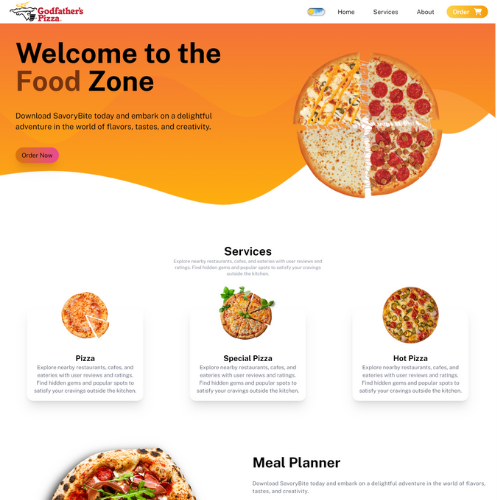 Godfather's
Pizza
Home
Services
About
Order
Welcome to the
Food Zone
Download SavoryBite today and embark on a delightful
adventure in the world of flavors, tastes, and creativity.
Order Now
Services
Explore nearby restaurants, cafes, and eateries with user reviews and
ratings. Find hidden gems and popular spots to satisfy your cravings
outside the kitchen.
Pizza
Explore nearby restaurants, cafes, and
eateries with user reviews and ratings.
Find hidden gems and popular spots to
satisfy your cravings outside the kitchen.
Special Pizza
Explore nearby restaurants, cafes, and
eateries with user reviews and ratings.
Find hidden gems and popular spots to
satisfy your cravings outside the kitchen.
Hot Pizza
Explore nearby restaurants, cafes, and
eateries with user reviews and ratings.
Find hidden gems and popular spots to
satisfy your cravings outside the kitchen.
Meal Planner
Download SavoryBite today and embark on a delightful adventure in the world of flavors,
tastes, and creativity.